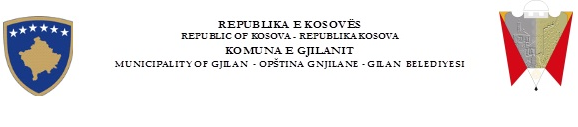 REPUBLIKA E KOSOVËS
REPUBLIC OF KOSOVA - REPUBLIKA KOSOVA
KOMUNA E GJILANIT
MUNICIPALITY OF GJILAN - OPŠTINA GNJILANE - GILAN BELEDIYESI